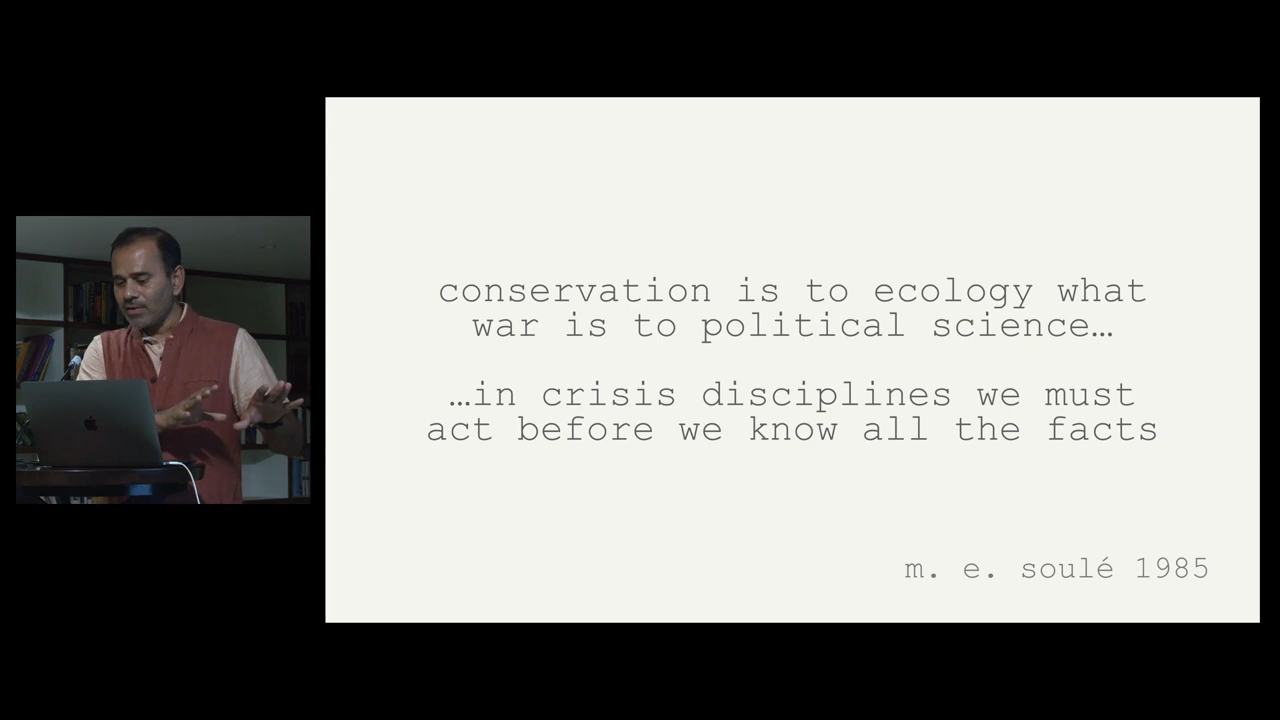 conservation is to ecology what
war is to political science…
…in crisis disciplines we must
act before we know all the facts
m. e. soulé 1985